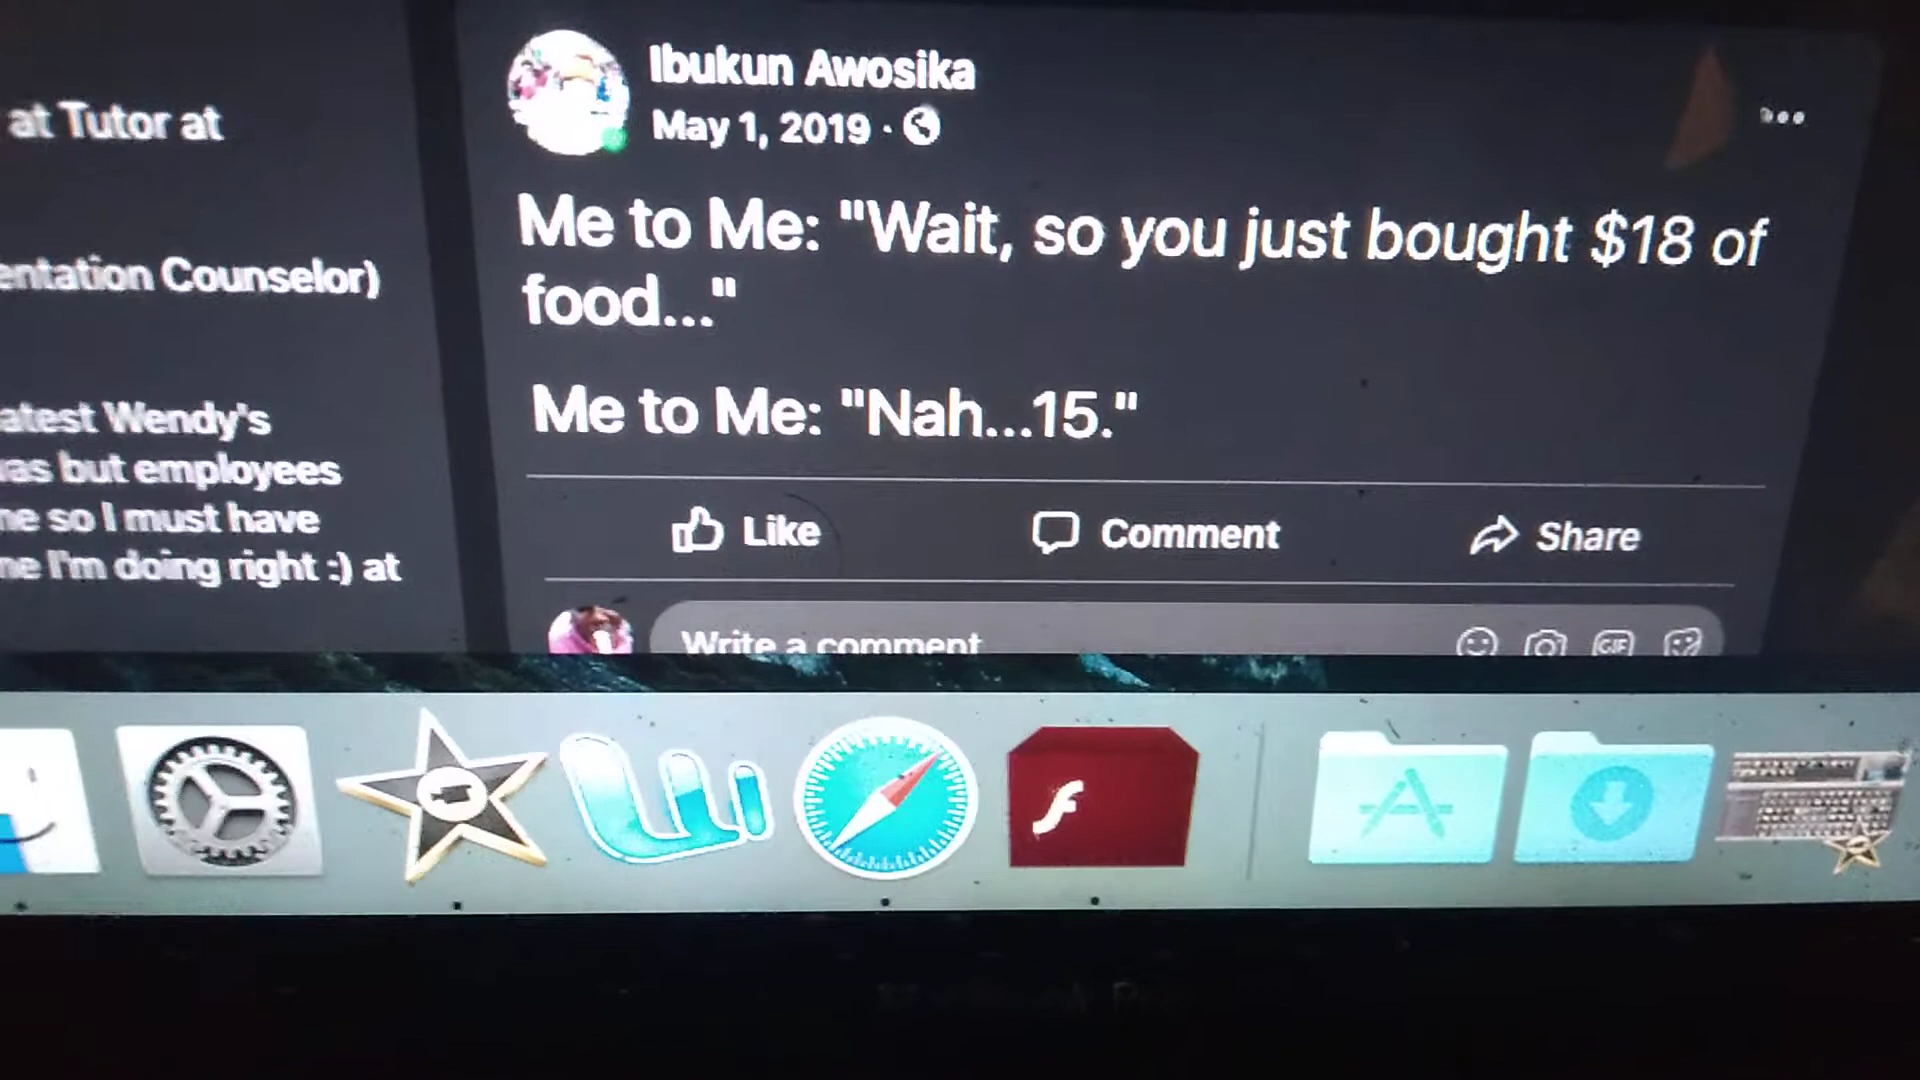 at Tutor at
entation Counselor)
atest Wendy's
as but employees
ne so I must have
ne I'm doing right :) at
Ibukun Awosika
May 1, 2019 ·
Me to Me: "Wait, so you just bought $18 of
food..."
Me to Me: "Nah...15."
Like
Comment
Share
Write a comment
GIF